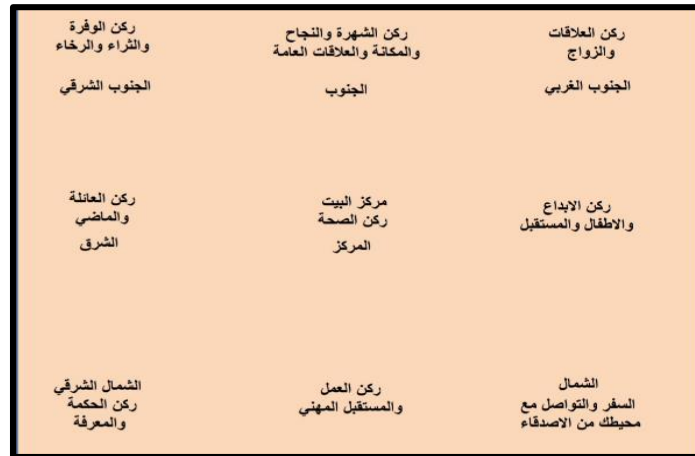 ركن العلاقات
والزواج
الجنوب الغربي
ركن الشهرة والنجاح
والمكانة والعلاقات العامة
الجنوب
ركن الوفرة
والثراء والرخاء
الجنوب الشرقي
ركن الابداع
والاطفال والمستقبل
مركز البيت
ركن الصحة
المركز
ركن العائلة
والماضي
الشرق
الشمال
السفر والتواصل مع
محيطك من الاصدقاء
ركن العمل
والمستقبل المهني
الشمال الشرقي
ركن الحكمة
والمعرفة